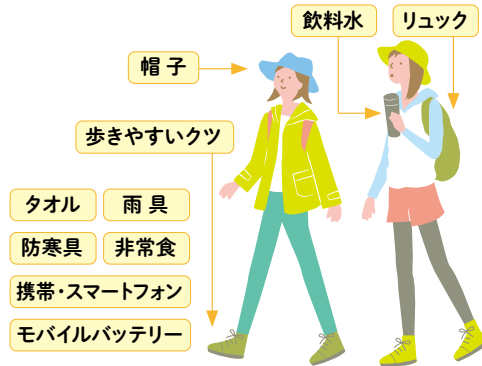 飲料水
リュック
帽子
歩きやすいクツ
タオル
雨具
防寒具
非常食
携帯・スマートフォン
モバイルバッテリー